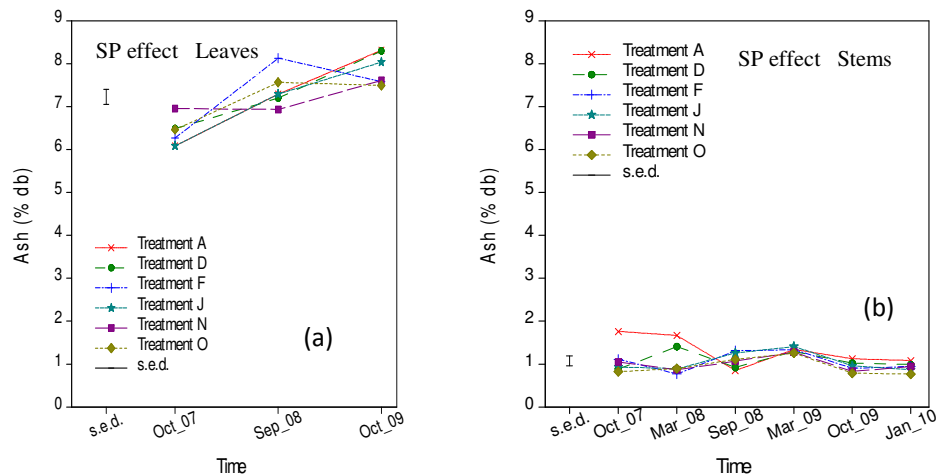 SP effect Leaves
Ash (% db)
9
8
7
6
5
4
3
2
1
0
Treatment A
Treatment D
Treatment F
Treatment J
Treatment N
Treatment O
s.e.d.
(a)
s.e.d.
Oct_07
Sep_08
Oct_09
Time
SP effect Stems
Ash (% db)
9
8
7
6
5
4
3
2
1
0
Treatment A
Treatment D
Treatment F
Treatment J
Treatment N
Treatment O
s.e.d.
(b)
s.e.d.
Oct_07
Mar_08
Sep_08
Mar_09
Oct_09
Jan_10
Time